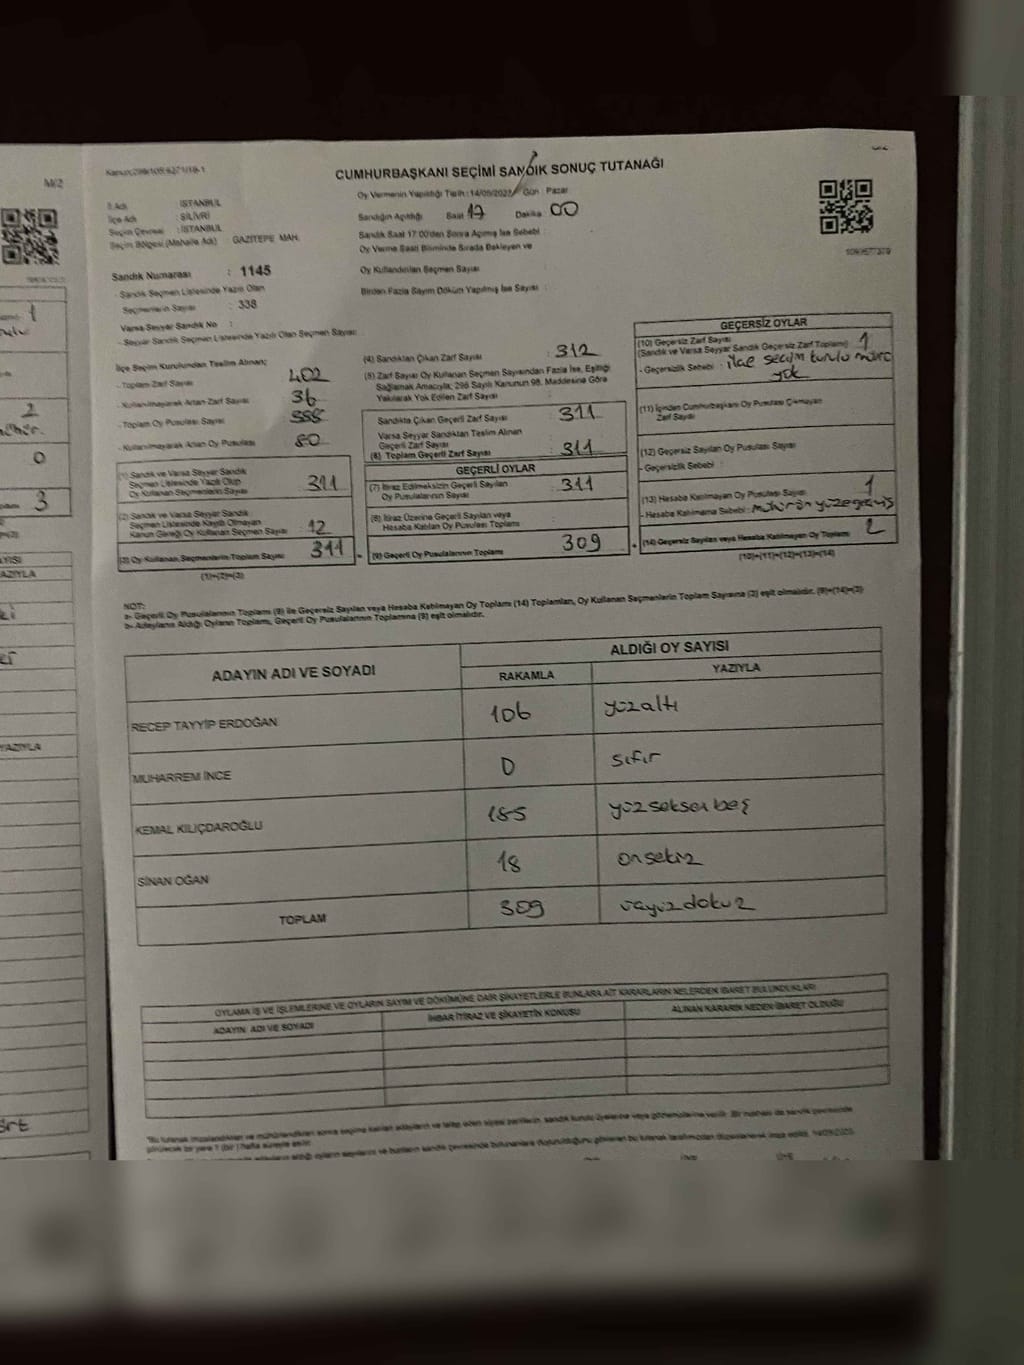 M/2
Kanun:298/105:6271/19-1
CUMHURBAŞKANI SEÇİMİ SANDIK SONUÇ TUTANAĞI
İl Adı : İSTANBUL
İlçe Adı : SİLİVRİ
Seçim Çevresi : İSTANBUL
Seçim Bölgesi (Mahalle Adı) : GAZİTEPE MAH.
Oy Vermenin Yapıldığı Tarih : 14/05/2023 Gün : Pazar
Sandığın Açıldığı Saat 17 Dakika 00
Sandık Saat 17:00'den Sonra Açılmış İse Sebebi :
Oy Verme Saati Bitiminde Sırada Bekleyen ve
Oy Kullandırılan Seçmen Sayısı :
Birden Fazla Sayım Döküm Yapılmış İse Sayısı :
Sandık Numarası : 1145
- Sandık Seçmen Listesinde Yazılı Olan
Seçmenlerin Sayısı : 338
Varsa Seyyar Sandık No :
- Seyyar Sandık Seçmen Listesinde Yazılı Olan Seçmen Sayısı:
İlçe Seçim Kurulundan Teslim Alınan;
- Toplam Zarf Sayısı 402
- Kullanılmayarak Artan Zarf Sayısı 36
- Toplam Oy Pusulası Sayısı 388
- Kullanılmayarak Artan Oy Pusulası 80
(1) Sandık ve Varsa Seyyar Sandık
Seçmen Listesinde Yazılı Olup
Oy Kullanan Seçmenlerin Sayısı 311
(2) Sandık ve Varsa Seyyar Sandık
Seçmen Listesinde Kayıtlı Olmayan
Kanun Gereği Oy Kullanan Seçmen Sayısı 12
(3) Oy Kullanan Seçmenlerin Toplam Sayısı 311
(1)+(2)=(3)
(4) Sandıktan Çıkan Zarf Sayısı : 312
(5) Zarf Sayısı Oy Kullanan Seçmen Sayısından Fazla İse, Eşitliği
Sağlamak Amacıyla; 298 Sayılı Kanunun 98. Maddesine Göre
Yakılarak Yok Edilen Zarf Sayısı :
Sandıkta Çıkan Geçerli Zarf Sayısı : 311
Varsa Seyyar Sandıktan Teslim Alınan
Geçerli Zarf Sayısı
(6) Toplam Geçerli Zarf Sayısı : 311
GEÇERLİ OYLAR
(7) İtiraz Edilmeksizin Geçerli Sayılan
Oy Pusulalarının Sayısı : 311
(8) İtiraz Üzerine Geçerli Sayılan veya
Hesaba Katılan Oy Pusulası Toplamı :
(9) Geçerli Oy Pusulalarının Toplamı 309
GEÇERSİZ OYLAR
(10) Geçersiz Zarf Sayısı
(Sandık ve Varsa Seyyar Sandık Geçersiz Zarf Toplamı) 1
- Geçersizlik Sebebi : ilçe seçim kurulu mührü
yok
(11) İçinden Cumhurbaşkanı Oy Pusulası Çıkmayan
Zarf Sayısı
(12) Geçersiz Sayılan Oy Pusulası Sayısı
- Geçersizlik Sebebi :
(13) Hesaba Katılmayan Oy Pusulası Sayısı 1
- Hesaba Katılmama Sebebi :
(14) Geçersiz Sayılan veya Hesaba Katılmayan Oy Toplamı 2
(10)+(11)+(12)+(13)=(14)
NOT:
a- Geçerli Oy Pusulalarının Toplamı (9) ile Geçersiz Sayılan veya Hesaba Katılmayan Oy Toplamı (14) Toplamları, Oy Kullanan Seçmenlerin Toplam Sayısına (3) eşit olmalıdır. (9)+(14)=(3)
b- Adayların Aldığı Oyların Toplamı, Geçerli Oy Pusulalarının Toplamına (9) eşit olmalıdır.
ADAYIN ADI VE SOYADI
ALDIĞI OY SAYISI
RAKAMLA YAZIYLA
RECEP TAYYİP ERDOĞAN 106 yüzaltı
MUHARREM İNCE 0 sıfır
KEMAL KILIÇDAROĞLU 185 yüzseksenbeş
SİNAN OĞAN 18 onsekiz
TOPLAM 309
OYLAMA İŞ VE İŞLEMLERİNE VE OYLARIN SAYIM VE DÖKÜMÜNE DAİR ŞİKAYETLERLE BUNLARA AİT KARARLARIN NELERDEN İBARET BULUNDUKLARI
ADAYIN ADI VE SOYADI İHBAR İTİRAZ VE ŞİKAYETİN KONUSU ALINAN KARARIN NEDEN İBARET OLDUĞU
1
2
0
3
YAZIYLA
YAZIYLA